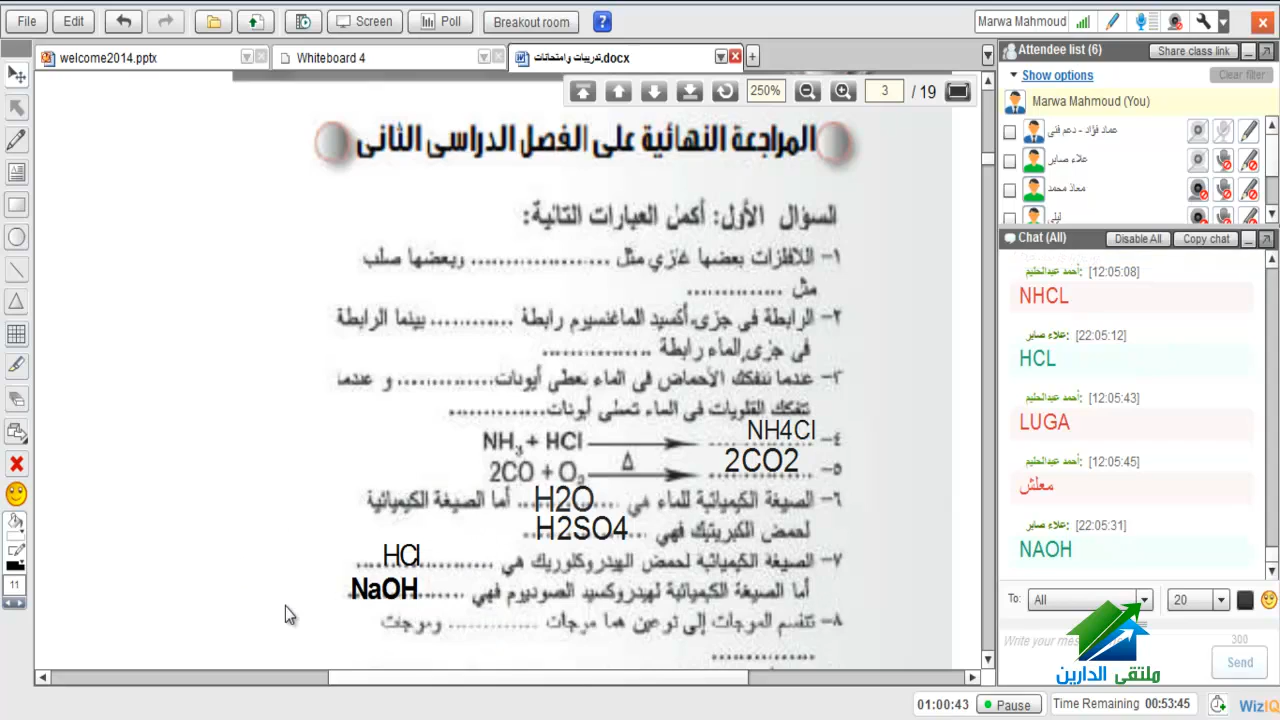 File Edit Screen Poll Breakout room ? Marwa Mahmoud
welcome2014.pptx Whiteboard 4 تدريبات وامتحانات.docx
250% 3 / 19
المراجعة النهائية على الفصل الدراسى الثانى
السؤال الأول: أكمل العبارات التالية:
١- اللافلزات بعضها غازي مثل .................... وبعضها صلب
مثل ..............
٢- الرابطة فى جزىء أكسيد الماغنسيوم رابطة ............ بينما الرابطة
فى جزىء الماء رابطة ................
٣- عندما تتفكك الأحماض فى الماء تعطى أيونات.............. و عندما
تتفكك القلويات فى الماء تعطى أيونات..............
٤- NH3 + HCl → NH4Cl
٥- 2CO + O2 Δ → 2CO2
٦- الصيغة الكيميائية للماء هي H2O أما الصيغة الكيميائية
لحمض الكبريتيك فهي H2SO4
٧- الصيغة الكيميائية لحمض الهيدروكلوريك هي HCl
أما الصيغة الكيميائية لهيدروكسيد الصوديوم فهي NaOH
٨- تنقسم الموجات إلى نوعين هما موجات ............. وموجات
...............
11
Attendee list (6) Share class link
Show options Clear filter
Marwa Mahmoud (You)
عماد فؤاد - دعم فنى
علاء صابر
معاذ محمد
ليلى
Chat (All) Disable All Copy chat
أحمد عبدالحليم: [12:05:08]
NHCL
علاء صابر: [22:05:12]
HCL
أحمد عبدالحليم: [12:05:43]
LUGA
أحمد عبدالحليم: [12:05:45]
معلش
علاء صابر: [22:05:31]
NAOH
To: All 20
Write your mes 300
Send
ملتقى الدارين
01:00:43 Pause Time Remaining 00:53:45 WizIQ